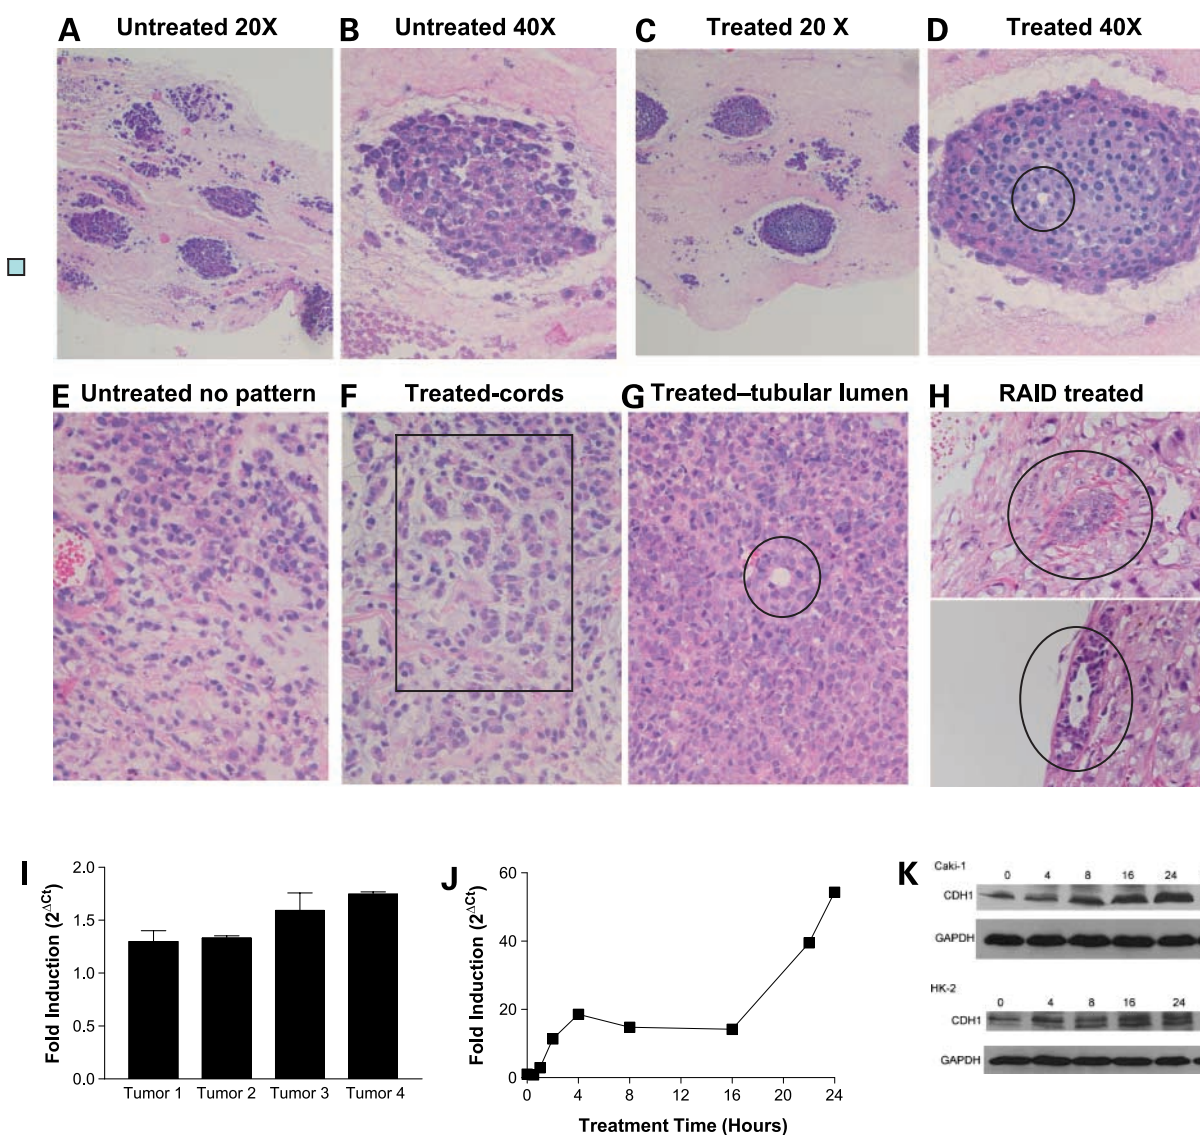 A Untreated 20X
B Untreated 40X
C Treated 20 X
D Treated 40X
E Untreated no pattern
F Treated-cords
G Treated–tubular lumen
H RAID treated
I
Fold Induction (2^ΔCt)
2.0
1.5
1.0
0.5
0.0
Tumor 1 Tumor 2 Tumor 3 Tumor 4
J
Fold Induction (2^ΔCt)
60
40
20
0
0 4 8 12 16 20 24
Treatment Time (Hours)
K
Caki-1
0 4 8 16 24
CDH1
GAPDH
HK-2
0 4 8 16 24
CDH1
GAPDH